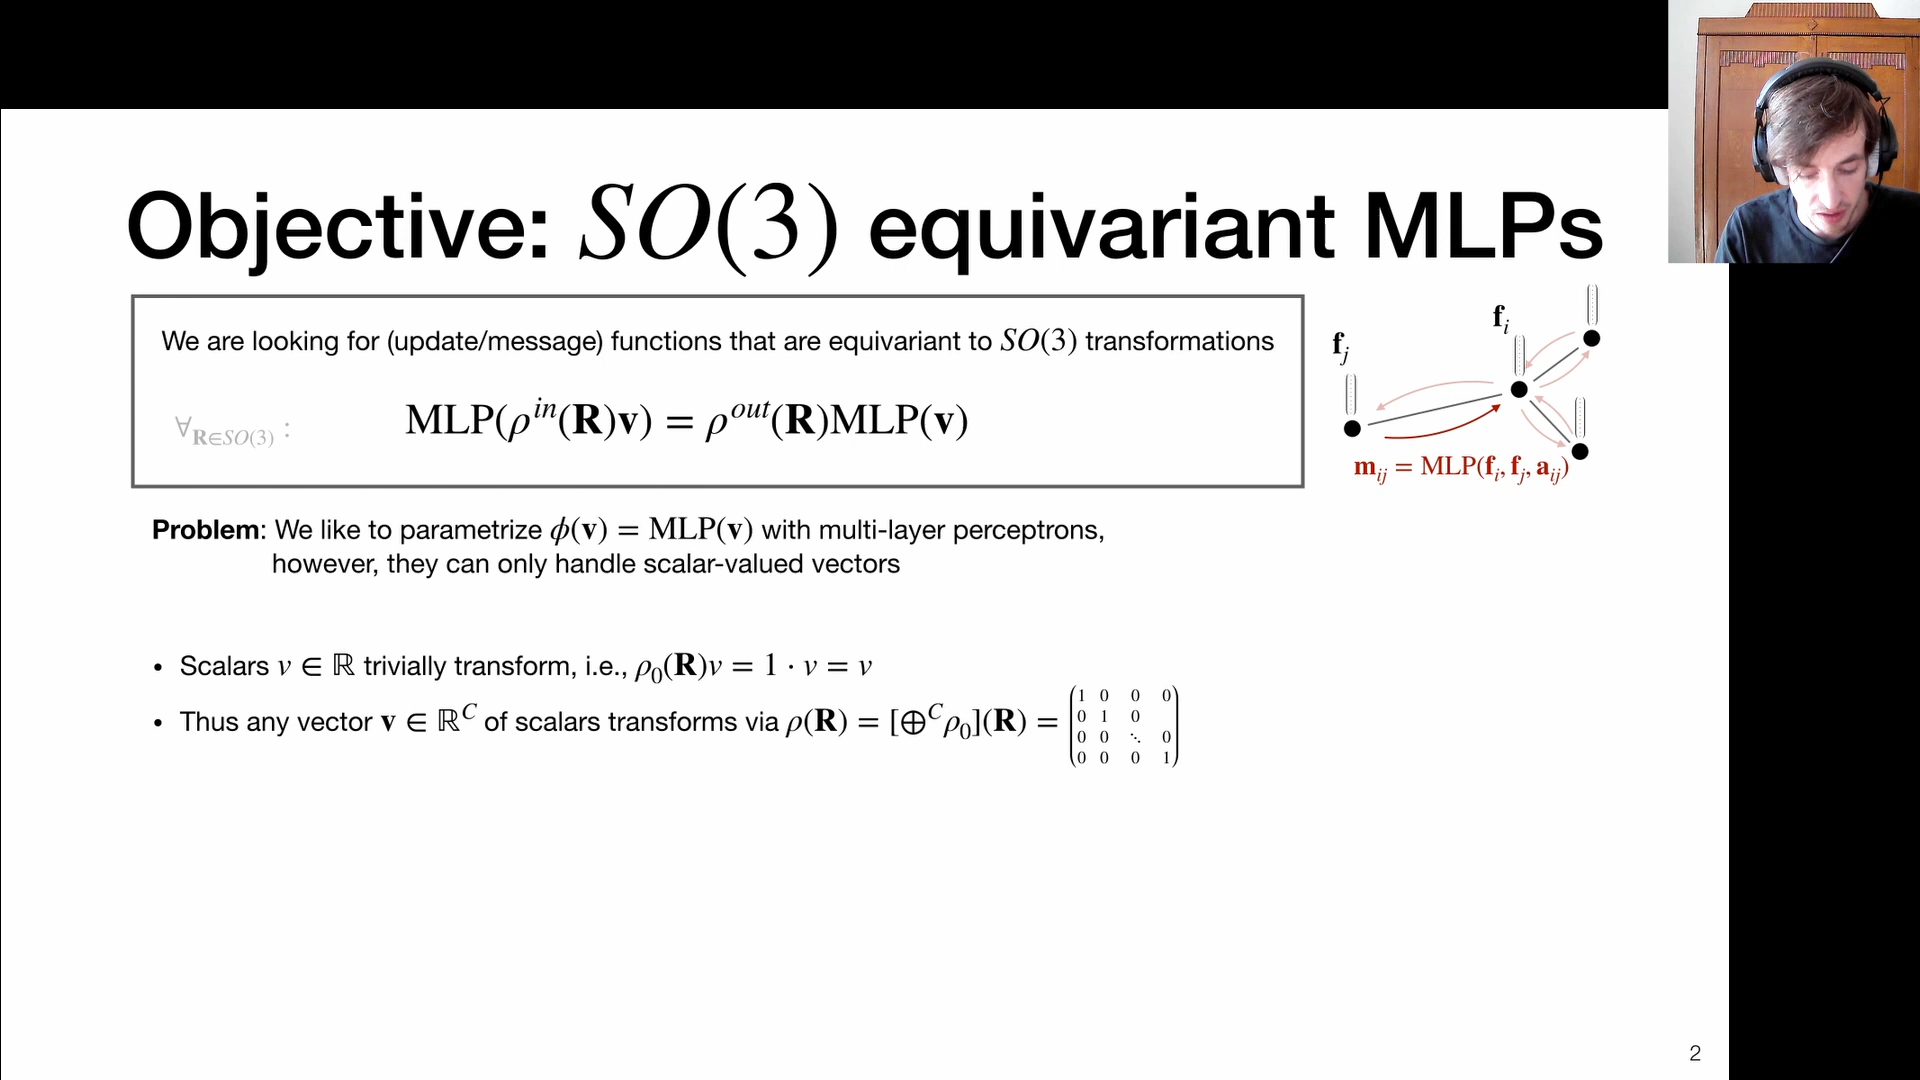 Objective: SO(3) equivariant MLPs
We are looking for (update/message) functions that are equivariant to SO(3) transformations
∀_{R∈SO(3)} : MLP(ρ^{in}(R)v) = ρ^{out}(R)MLP(v)
f_j
f_i
m_{ij} = MLP(f_i, f_j, a_{ij})
Problem: We like to parametrize ϕ(v) = MLP(v) with multi-layer perceptrons,
however, they can only handle scalar-valued vectors
• Scalars v ∈ ℝ trivially transform, i.e., ρ_0(R)v = 1 · v = v
• Thus any vector v ∈ ℝ^C of scalars transforms via ρ(R) = [⊕^C ρ_0](R) =
1 0 0 0
0 1 0
0 0 ⋱ 0
0 0 0 1
2